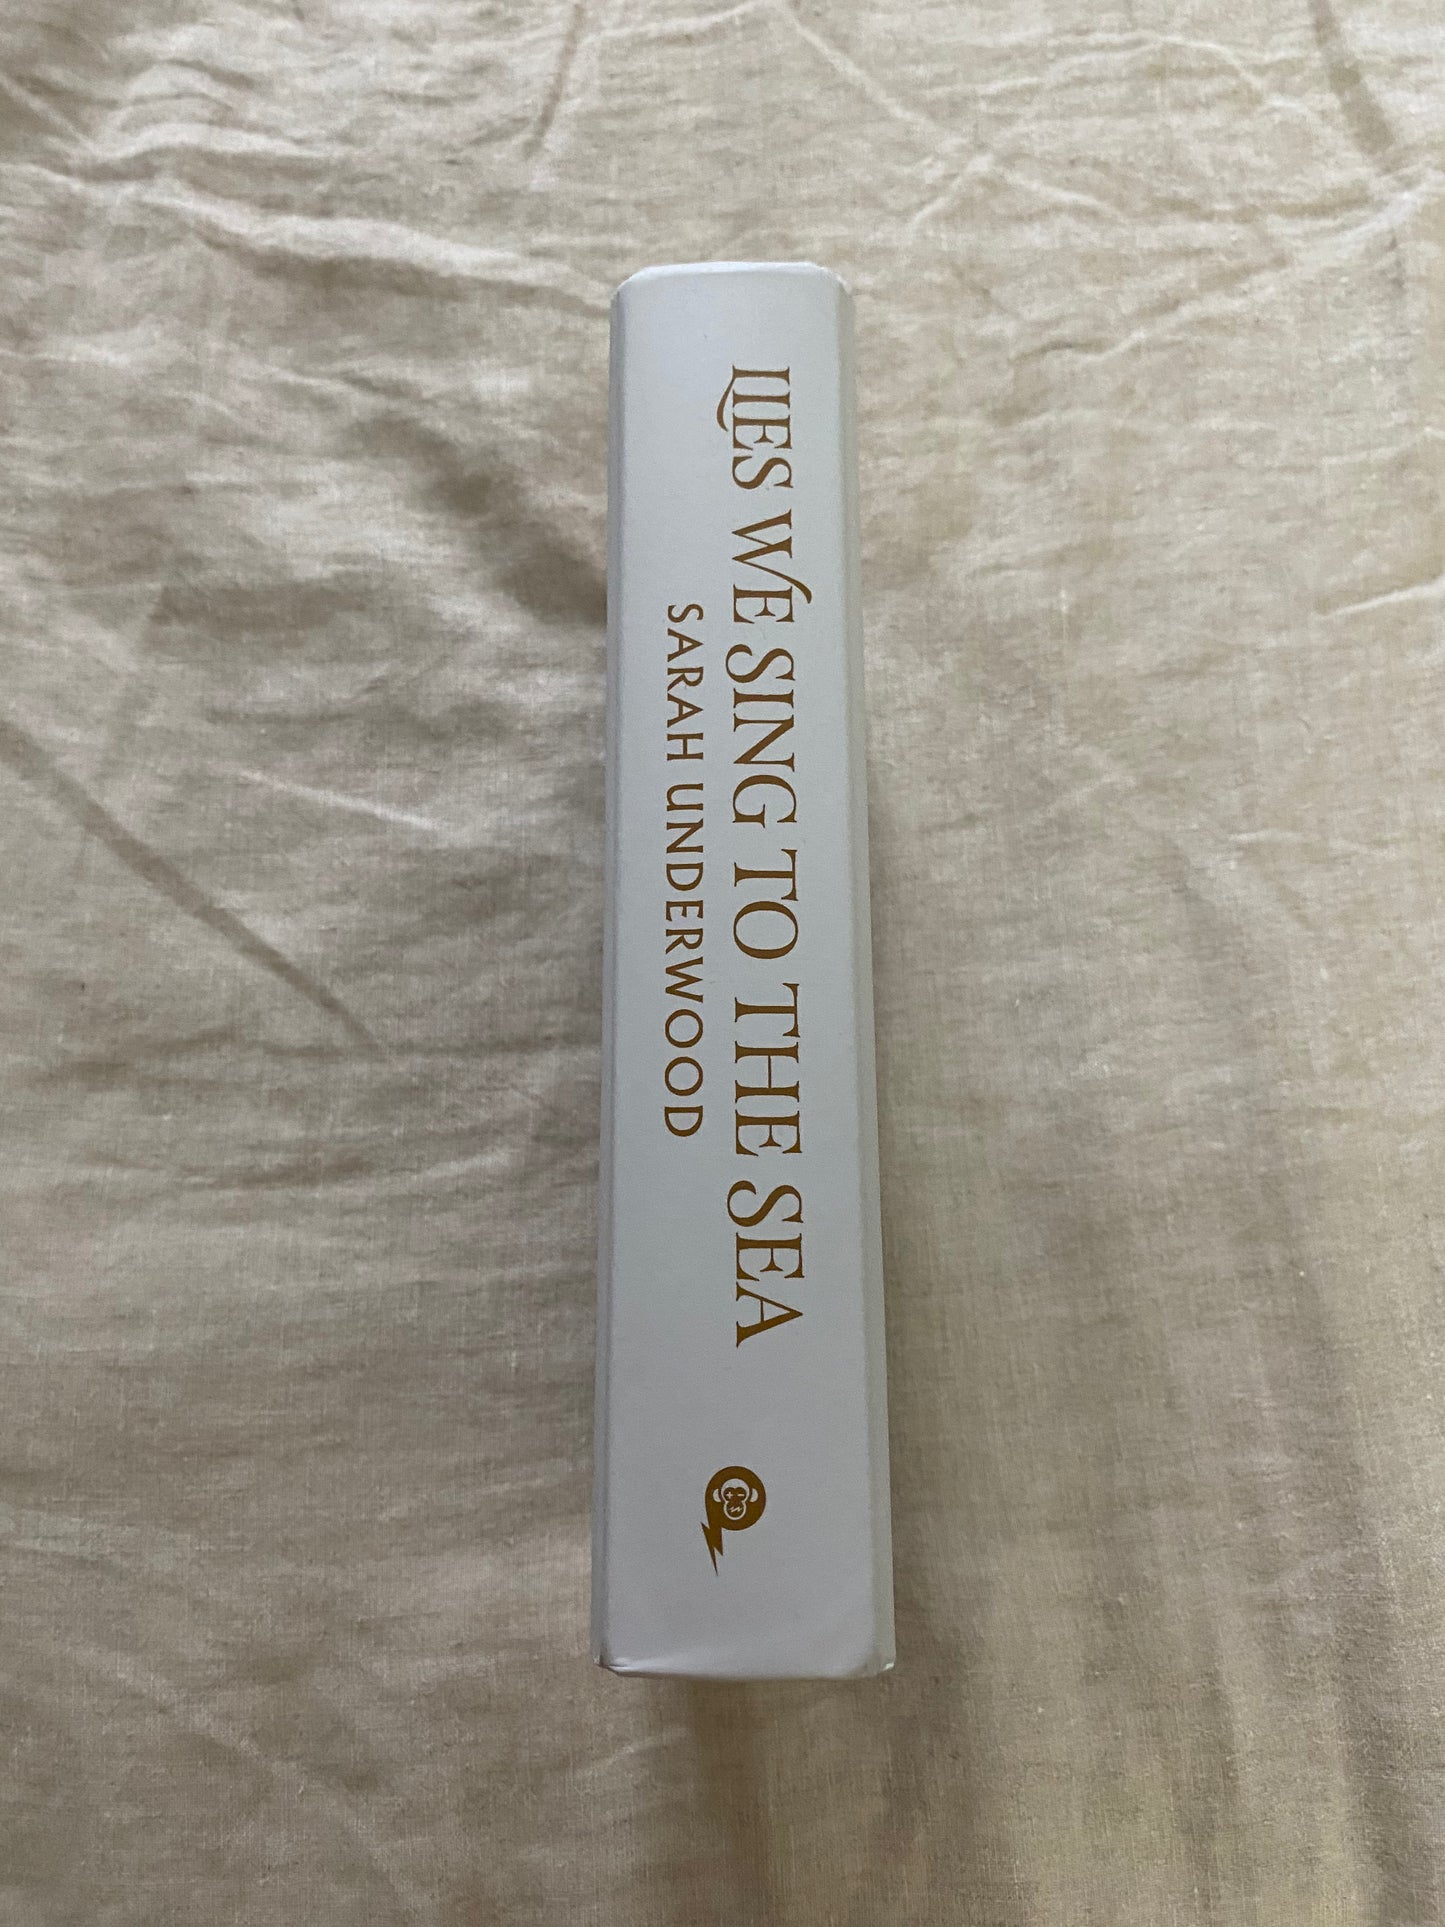 LIES WE SING TO THE SEA
SARAH UNDERWOOD